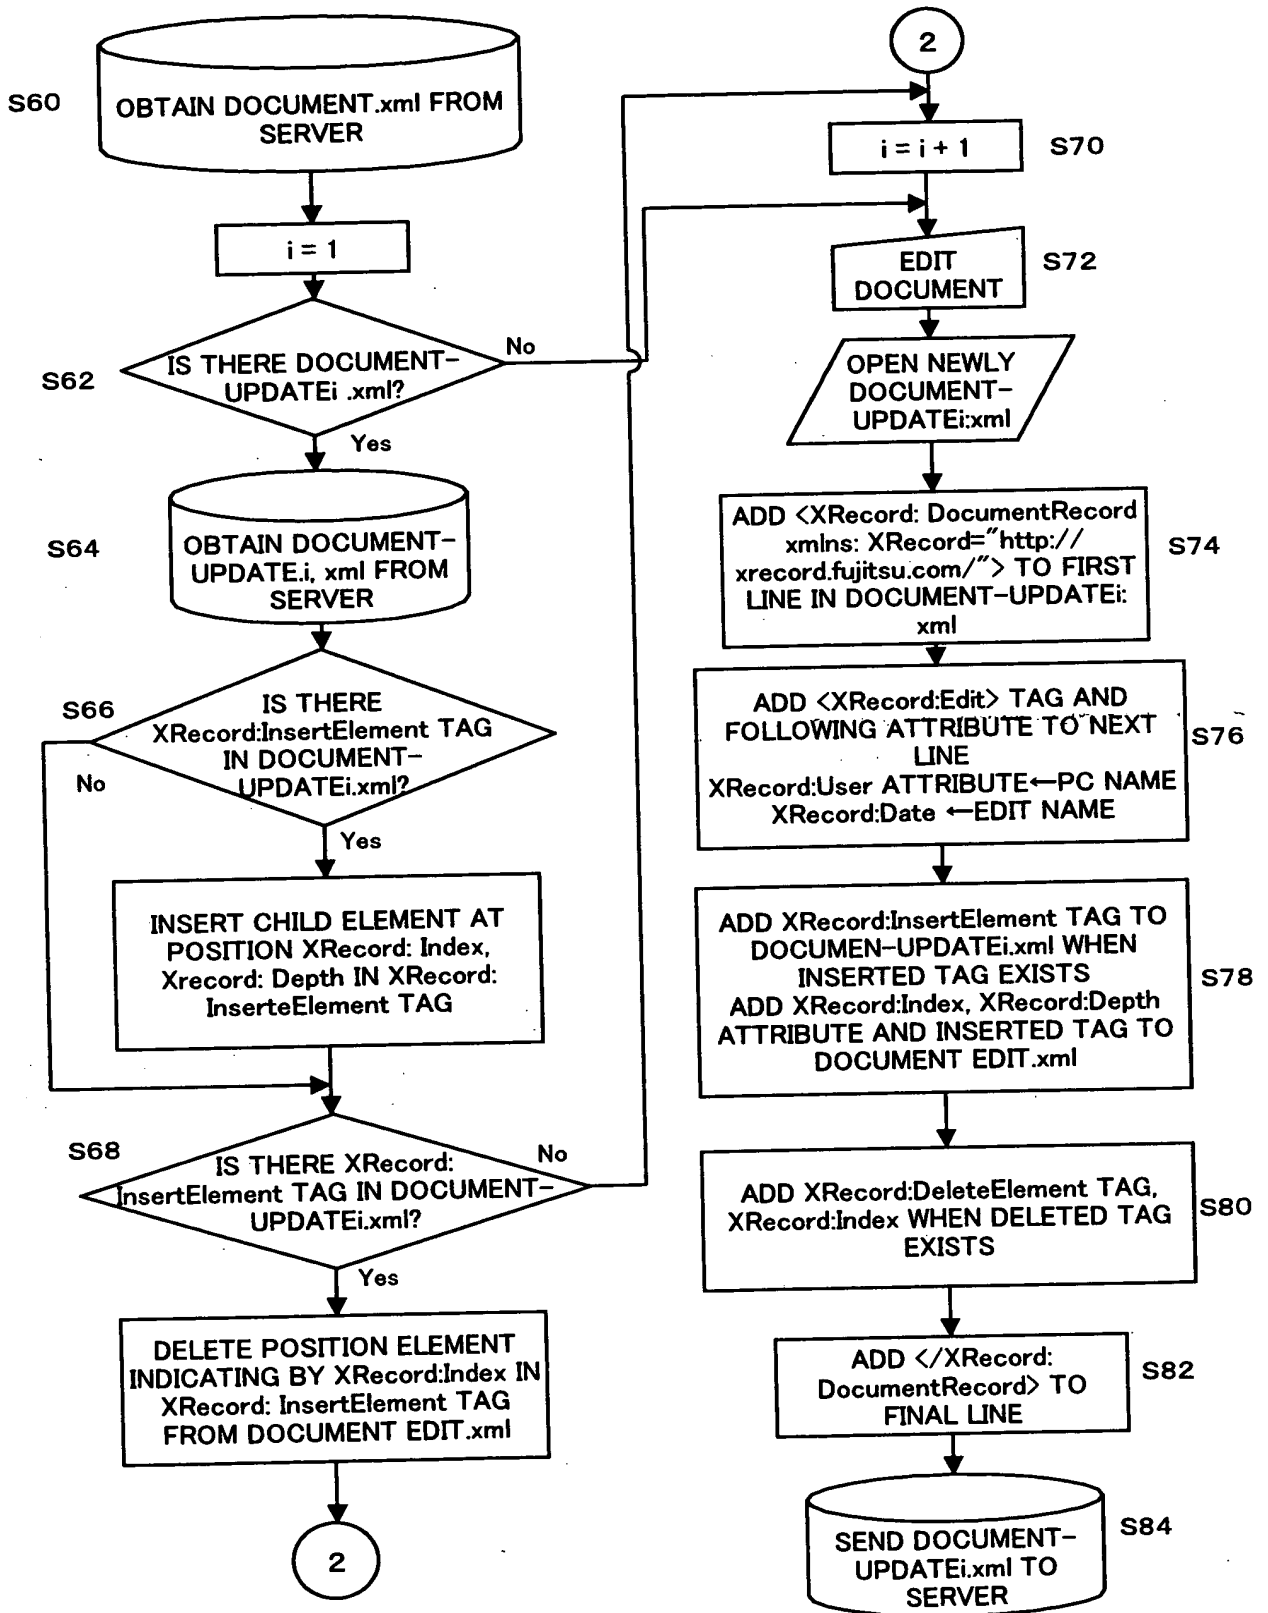 S60
OBTAIN DOCUMENT.xml FROM
SERVER
i = 1
S62
IS THERE DOCUMENT-
UPDATEi .xml?
No
Yes
S64
OBTAIN DOCUMENT-
UPDATE.i, xml FROM
SERVER
S66
IS THERE
XRecord:InsertElement TAG
IN DOCUMENT-
UPDATEi.xml?
No
Yes
INSERT CHILD ELEMENT AT
POSITION XRecord: Index,
Xrecord: Depth IN XRecord:
InserteElement TAG
S68
IS THERE XRecord:
InsertElement TAG IN DOCUMENT-
UPDATEi.xml?
No
Yes
DELETE POSITION ELEMENT
INDICATING BY XRecord:Index IN
XRecord: InsertElement TAG
FROM DOCUMENT EDIT.xml
2
2
i = i + 1
S70
EDIT
DOCUMENT
S72
OPEN NEWLY
DOCUMENT-
UPDATEi:xml
ADD <XRecord: DocumentRecord
xmlns: XRecord="http://
xrecord.fujitsu.com/"> TO FIRST
LINE IN DOCUMENT-UPDATEi:
xml
S74
ADD <XRecord:Edit> TAG AND
FOLLOWING ATTRIBUTE TO NEXT
LINE
XRecord:User ATTRIBUTE←PC NAME
XRecord:Date ←EDIT NAME
S76
ADD XRecord:InsertElement TAG TO
DOCUMEN-UPDATEi.xml WHEN
INSERTED TAG EXISTS
ADD XRecord:Index, XRecord:Depth
ATTRIBUTE AND INSERTED TAG TO
DOCUMENT EDIT.xml
S78
ADD XRecord:DeleteElement TAG,
XRecord:Index WHEN DELETED TAG
EXISTS
S80
ADD </XRecord:
DocumentRecord> TO
FINAL LINE
S82
SEND DOCUMENT-
UPDATEi.xml TO
SERVER
S84